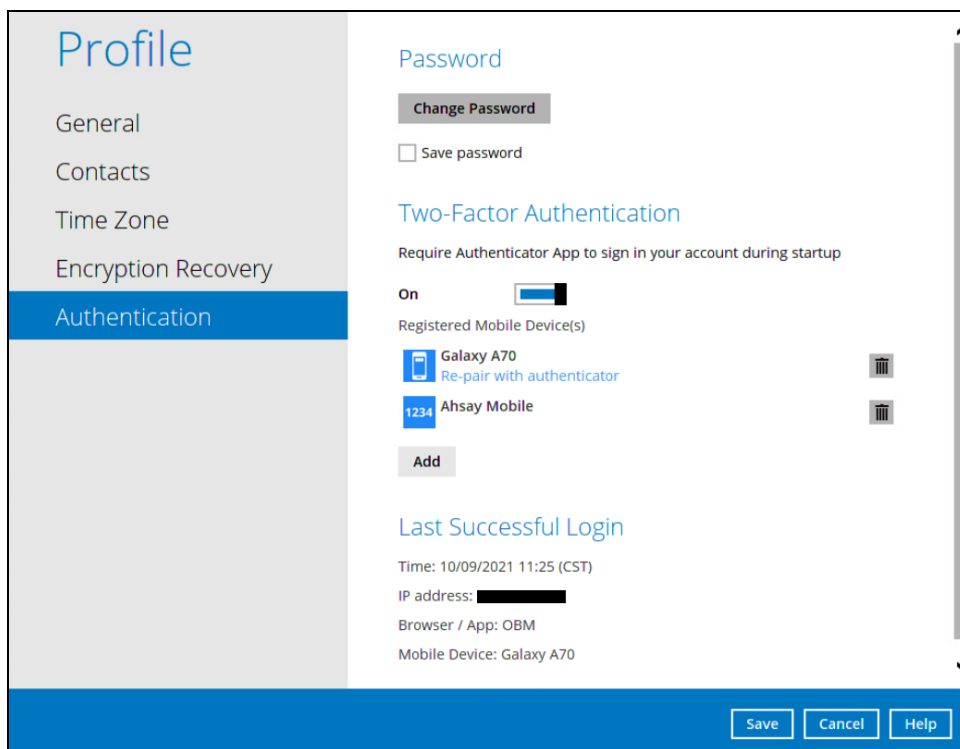 Profile
General
Contacts
Time Zone
Encryption Recovery
Authentication
Password
Change Password
Save password
Two-Factor Authentication
Require Authenticator App to sign in your account during startup
On
Registered Mobile Device(s)
Galaxy A70
Re-pair with authenticator
1234 Ahsay Mobile
Add
Last Successful Login
Time: 10/09/2021 11:25 (CST)
IP address:
Browser / App: OBM
Mobile Device: Galaxy A70
Save Cancel Help